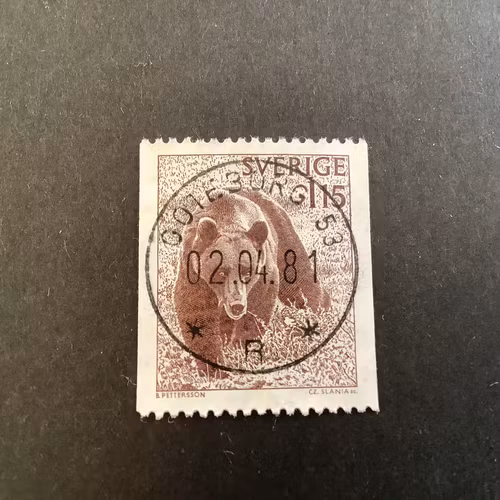 SVERIGE
115
GÖTEBORG 53
02.04.81
* R *
B. PETTERSSON
CZ. SLANIA SC.